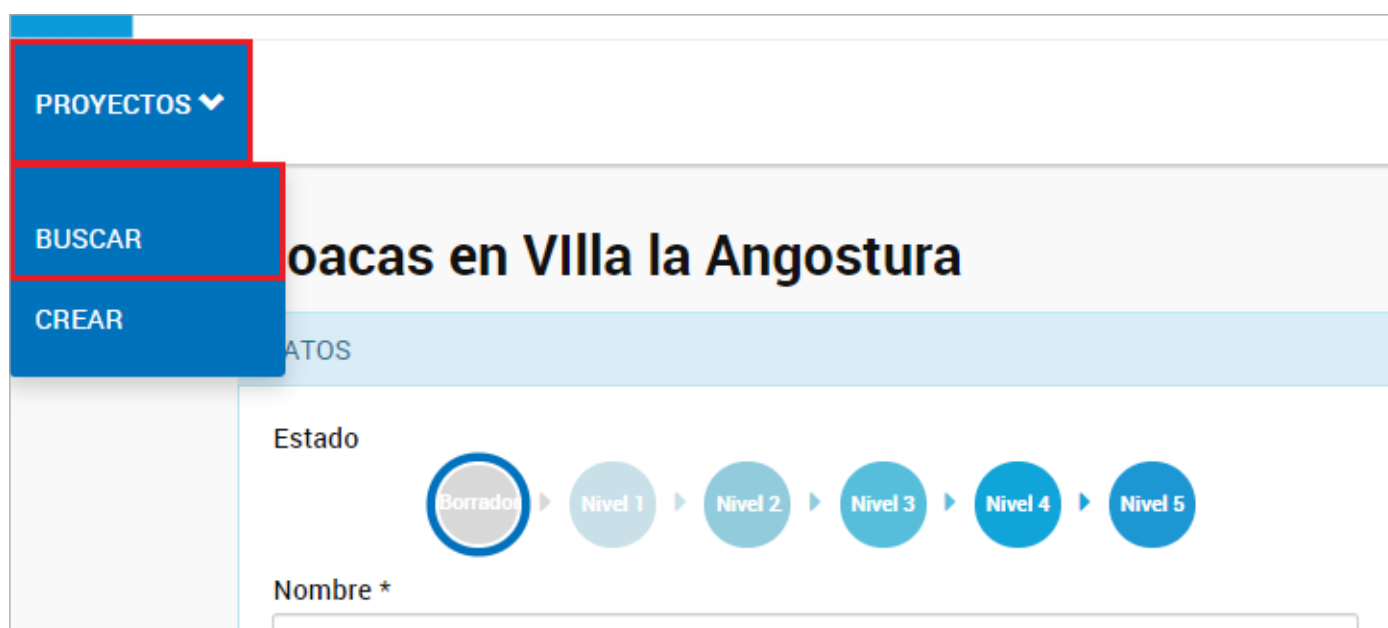 PROYECTOS
BUSCAR
CREAR
oacas en VIlla la Angostura
ATOS
Estado
Borrador Nivel 1 Nivel 2 Nivel 3 Nivel 4 Nivel 5
Nombre *